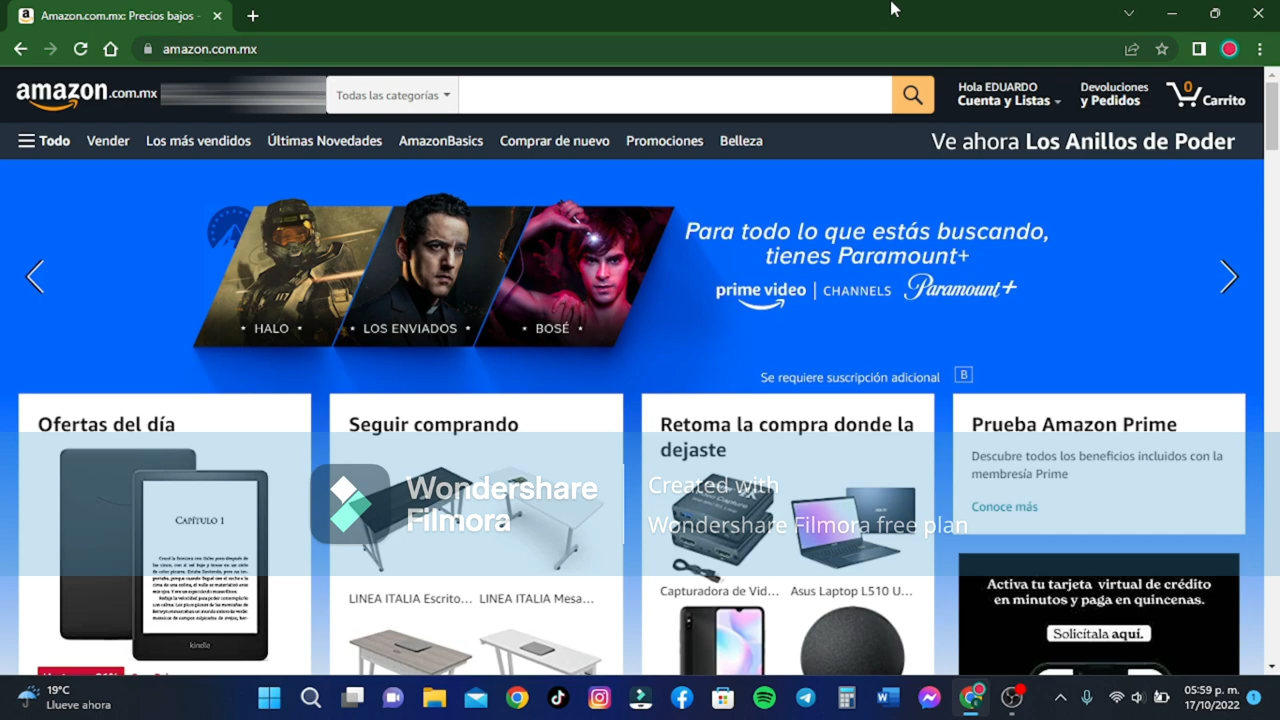 Amazon.com.mx: Precios bajos -
amazon.com.mx
amazon.com.mx
Todas las categorías
Hola EDUARDO
Cuenta y Listas
Devoluciones
y Pedidos
0
Carrito
Todo
Vender
Los más vendidos
Últimas Novedades
AmazonBasics
Comprar de nuevo
Promociones
Belleza
Ve ahora Los Anillos de Poder
Para todo lo que estás buscando,
tienes Paramount+
prime video | CHANNELS Paramount+
HALO
LOS ENVIADOS
BOSÉ
Se requiere suscripción adicional
B
Ofertas del día
CAPÍTULO 1
kindle
Seguir comprando
LINEA ITALIA Escrito...
LINEA ITALIA Mesa...
Retoma la compra donde la
dejaste
Capturadora de Vid...
Asus Laptop L510 U...
Prueba Amazon Prime
Descubre todos los beneficios incluidos con la
membresía Prime
Conoce más
Activa tu tarjeta virtual de crédito
en minutos y paga en quincenas.
Solicitala aquí.
Wondershare
Filmora
Created with
Wondershare Filmora free plan
19°C
Llueve ahora
05:59 p. m.
17/10/2022
1